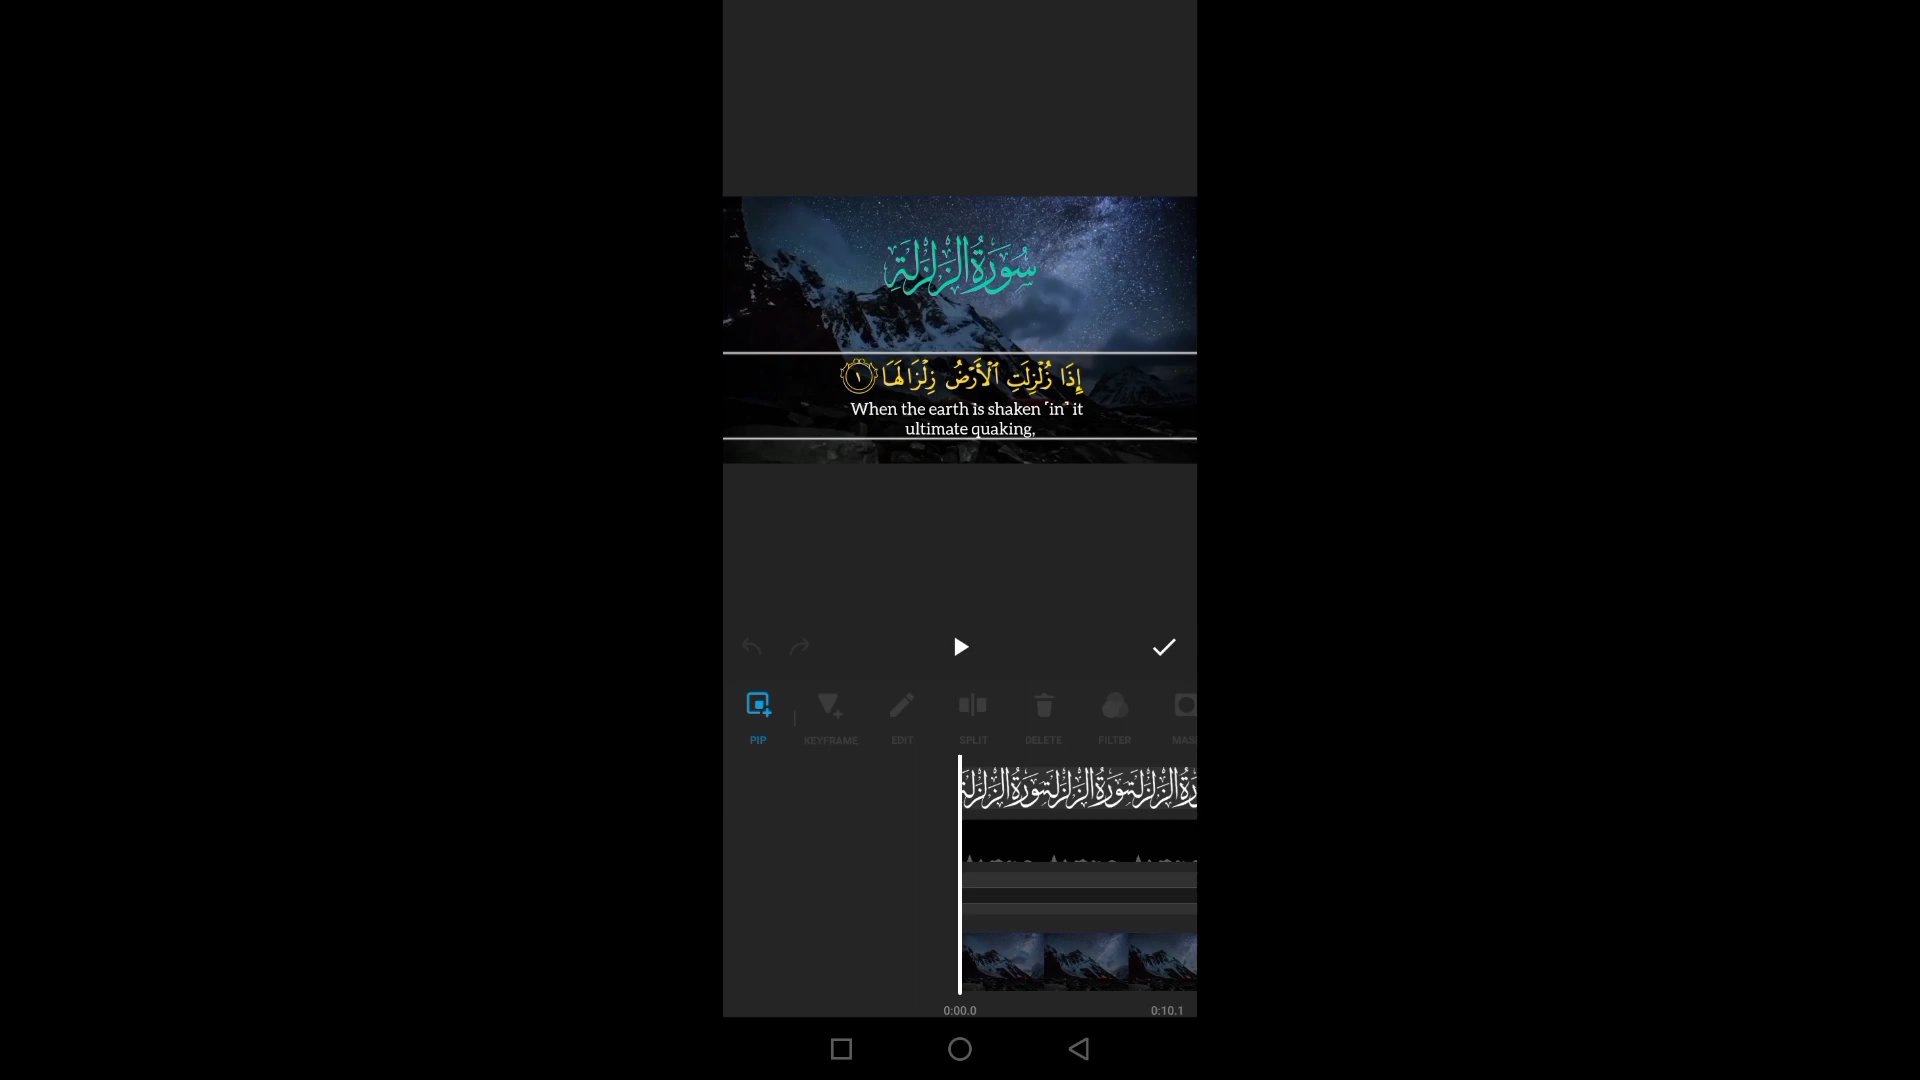 سُورَةُ الزَّلْزَلَةِ
إِذَا زُلْزِلَتِ ٱلْأَرْضُ زِلْزَالَهَا ١
When the earth is shaken ˹in˺ it
ultimate quaking,
PIP
KEYFRAME
EDIT
SPLIT
DELETE
FILTER
MAS
0:00.0
0:10.1